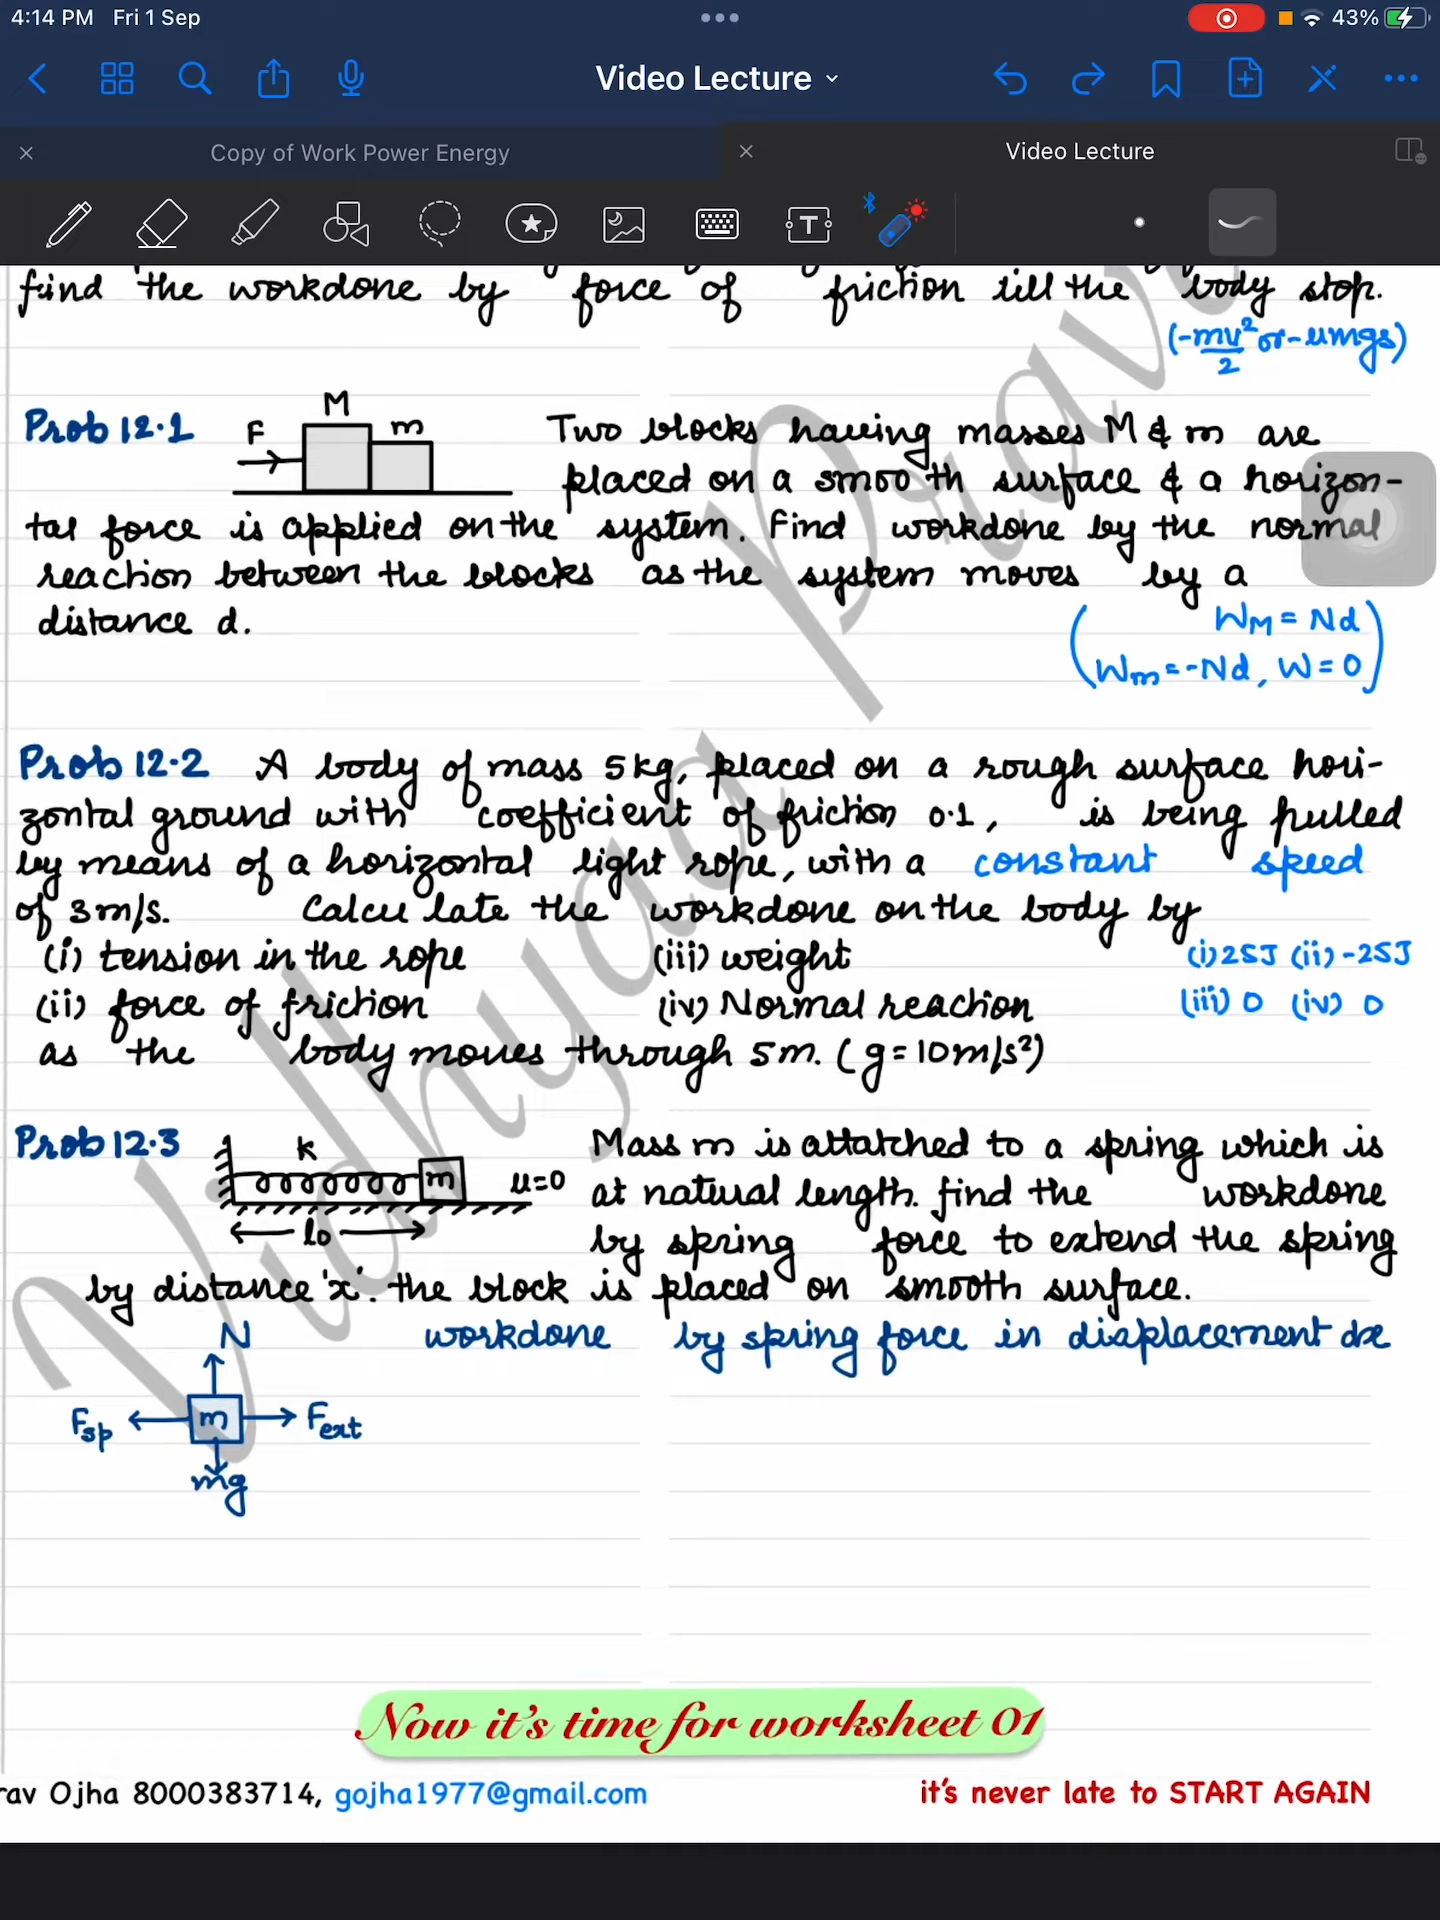 4:14 PM Fri 1 Sep
43%
Video Lecture
Copy of Work Power Energy
Video Lecture
T
find the workdone by force of friction till the body stop.
(-mv²/2 or -μmgs)
Prob 12.1 F M m Two blocks having masses M & m are
placed on a smooth surface & a horizon-
tal force is applied on the system. Find workdone by the normal
reaction between the blocks as the system moves by a
distance d.
(W_M = Nd
W_m = -Nd, W = 0)
Prob 12.2 A body of mass 5kg, placed on a rough surface hori-
zontal ground with coefficient of friction 0.1, is being pulled
by means of a horizontal light rope, with a constant speed
of 3m/s. Calculate the workdone on the body by
(i) tension in the rope (iii) weight (i) 25J (ii) -25J
(ii) force of friction (iv) Normal reaction (iii) 0 (iv) 0
as the body moves through 5m. (g = 10m/s²)
Prob 12.3 k m μ=0 l₀ Mass m is attatched to a spring which is
at natural length. find the workdone
by spring force to extend the spring
by distance 'x'. the block is placed on smooth surface.
workdone by spring force in displacement dx
N
F_sp m F_ext
mg
Now it's time for worksheet 01
rav Ojha 8000383714, gojha1977@gmail.com it's never late to START AGAIN
Vidhyaa Prav